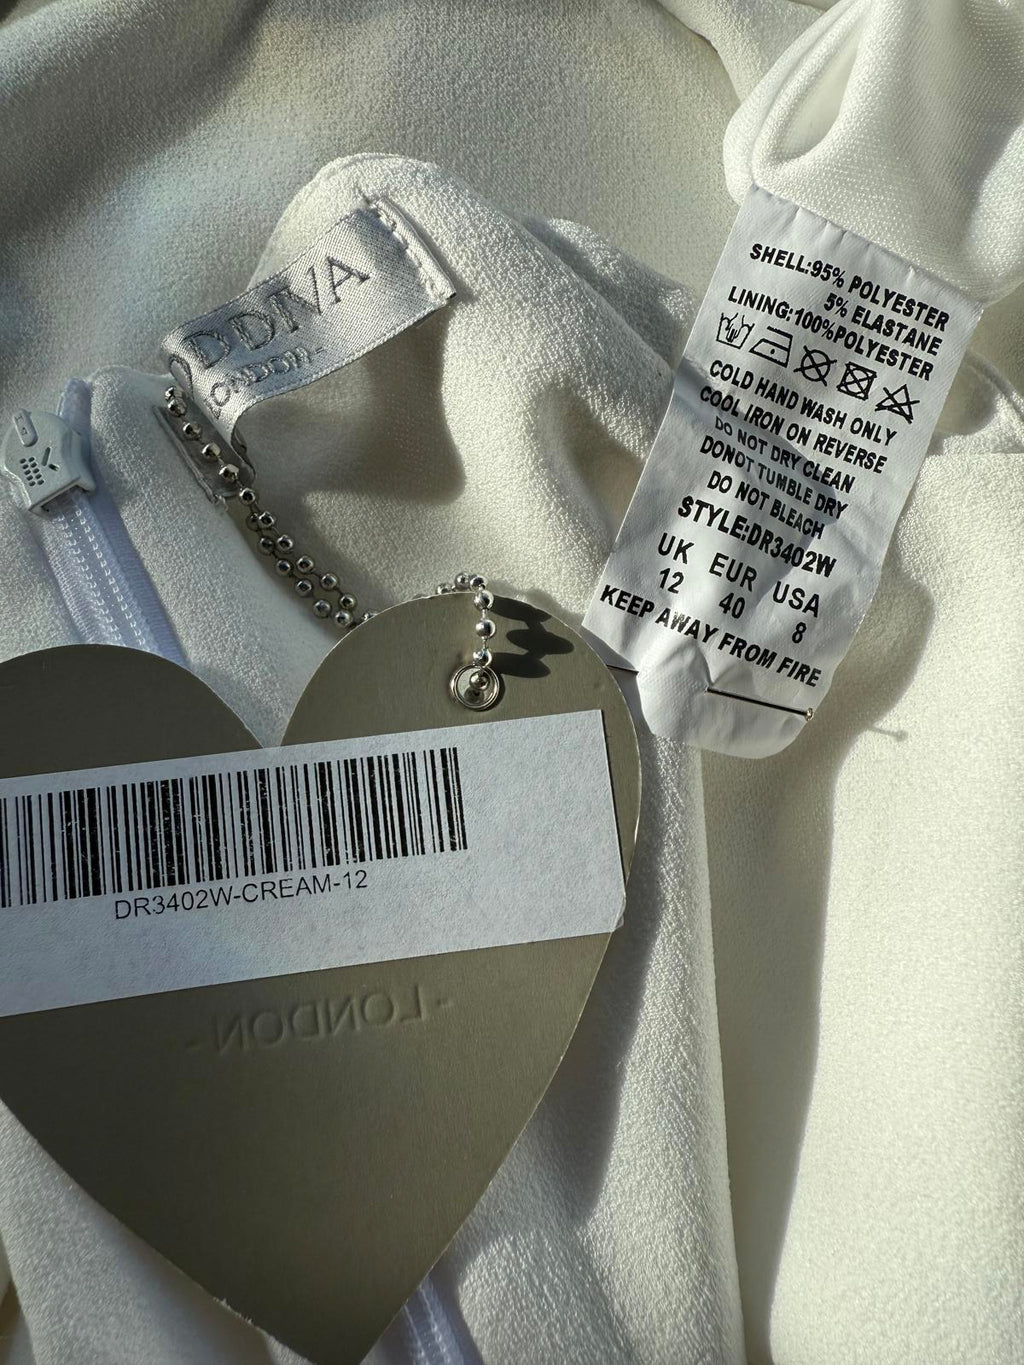 DDIVA
LONDON-
SHELL:95% POLYESTER
5% ELASTANE
LINING:100%POLYESTER
COLD HAND WASH ONLY
COOL IRON ON REVERSE
DO NOT DRY CLEAN
DONOT TUMBLE DRY
DO NOT BLEACH
STYLE:DR3402W
UK EUR USA
12 40 8
KEEP AWAY FROM FIRE
DR3402W-CREAM-12
-LONDON-